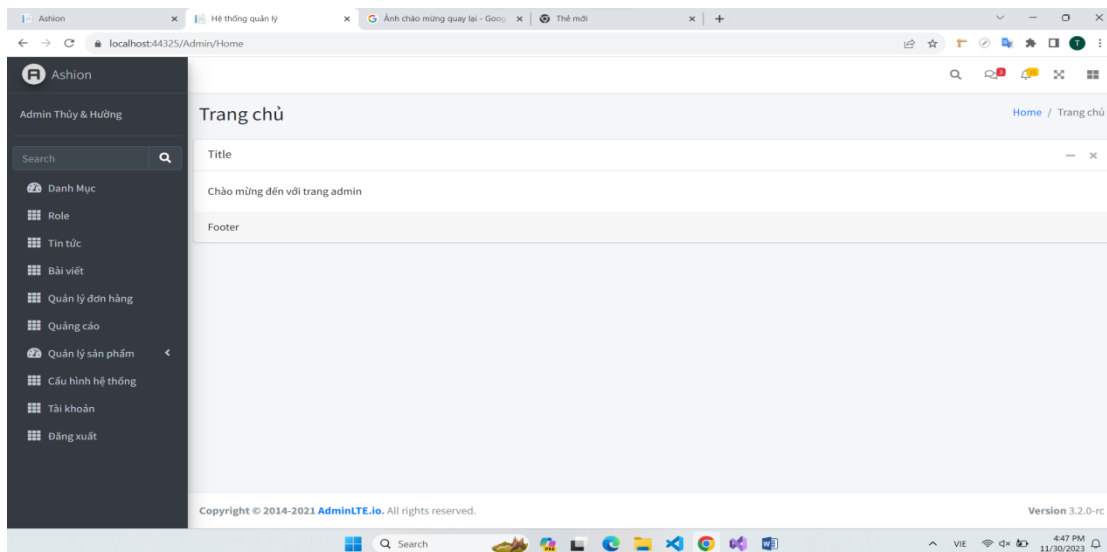 Ashion
Hệ thống quản lý
Ảnh chào mừng quay lại - Goog
Thẻ mới
localhost:44325/Admin/Home
T
Ashion
Admin Thủy & Hường
Trang chủ
Home / Trang chủ
Search
Title
Danh Mục
Chào mừng đến với trang admin
Role
Footer
Tin tức
Bài viết
Quản lý đơn hàng
Quảng cáo
Quản lý sản phẩm
Cấu hình hệ thống
Tài khoản
Đăng xuất
Copyright © 2014-2021 AdminLTE.io. All rights reserved.
Version 3.2.0-rc
Search
VIE
4:47 PM
11/30/2023